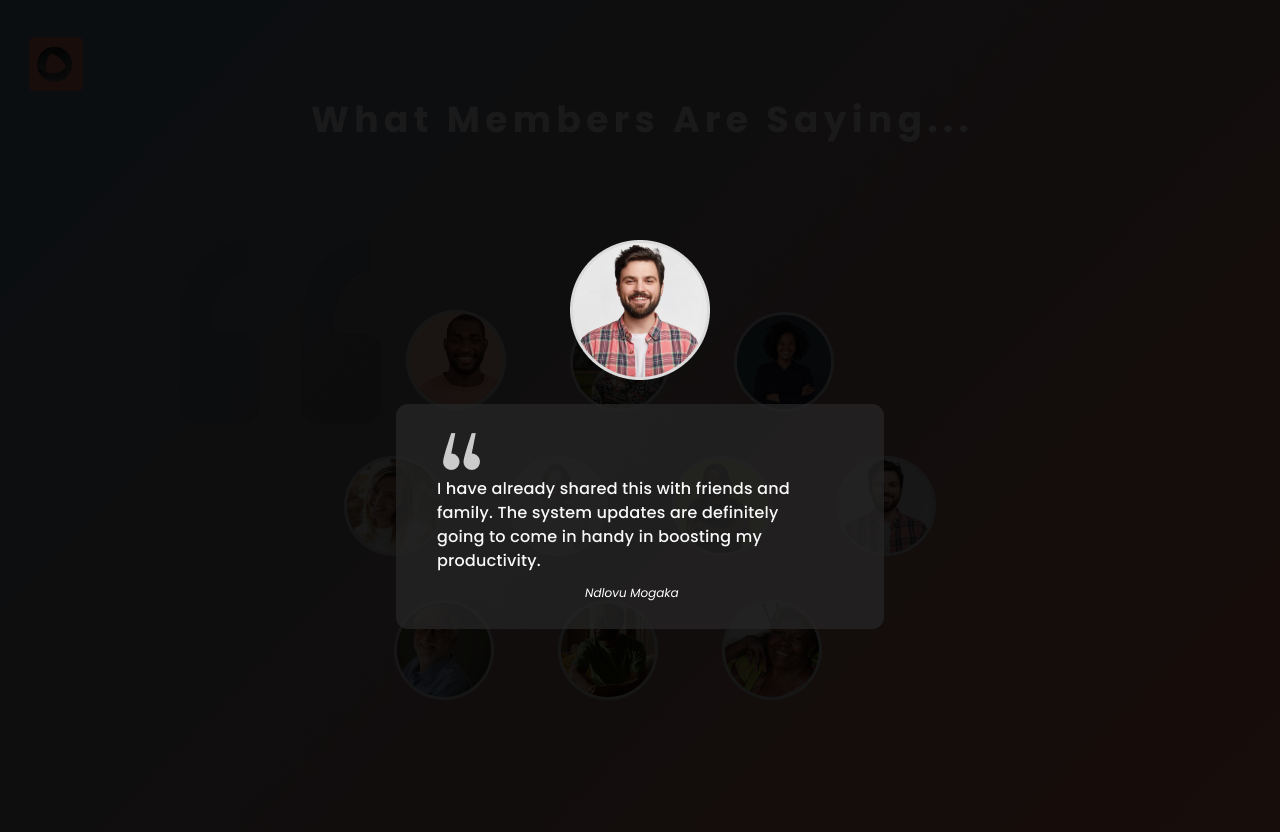 What Members Are Saying...
I have already shared this with friends and
family. The system updates are definitely
going to come in handy in boosting my
productivity.
Ndlovu Mogaka